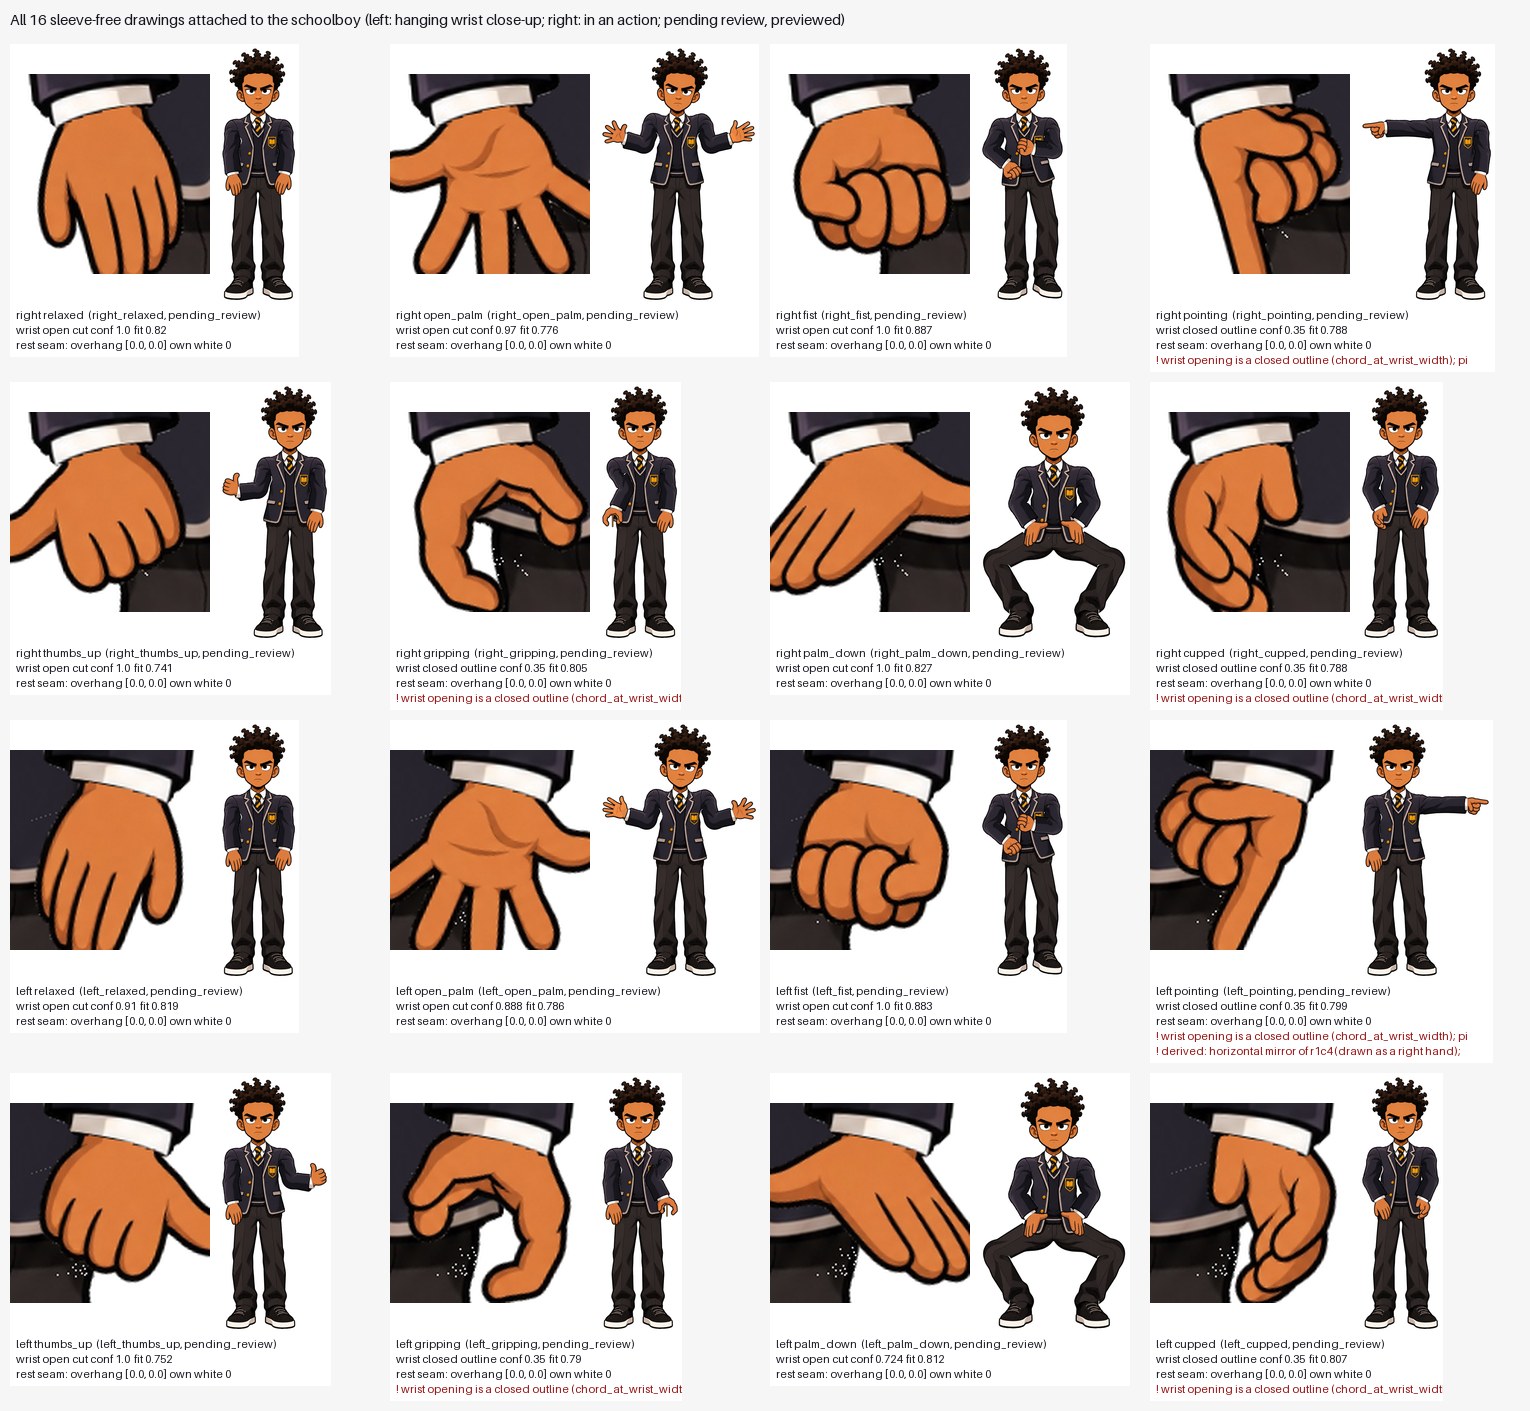 All 16 sleeve-free drawings attached to the schoolboy (left: hanging wrist close-up; right: in an action; pending review, previewed)
right relaxed (right_relaxed, pending_review)
wrist open cut conf 1.0 fit 0.82
rest seam: overhang [0.0, 0.0] own white 0
right open_palm (right_open_palm, pending_review)
wrist open cut conf 0.97 fit 0.776
rest seam: overhang [0.0, 0.0] own white 0
right fist (right_fist, pending_review)
wrist open cut conf 1.0 fit 0.887
rest seam: overhang [0.0, 0.0] own white 0
right pointing (right_pointing, pending_review)
wrist closed outline conf 0.35 fit 0.788
rest seam: overhang [0.0, 0.0] own white 0
! wrist opening is a closed outline (chord_at_wrist_width); pi
right thumbs_up (right_thumbs_up, pending_review)
wrist open cut conf 1.0 fit 0.741
rest seam: overhang [0.0, 0.0] own white 0
right gripping (right_gripping, pending_review)
wrist closed outline conf 0.35 fit 0.805
rest seam: overhang [0.0, 0.0] own white 0
! wrist opening is a closed outline (chord_at_wrist_widt
right palm_down (right_palm_down, pending_review)
wrist open cut conf 1.0 fit 0.827
rest seam: overhang [0.0, 0.0] own white 0
right cupped (right_cupped, pending_review)
wrist closed outline conf 0.35 fit 0.788
rest seam: overhang [0.0, 0.0] own white 0
! wrist opening is a closed outline (chord_at_wrist_widt
left relaxed (left_relaxed, pending_review)
wrist open cut conf 0.91 fit 0.819
rest seam: overhang [0.0, 0.0] own white 0
left open_palm (left_open_palm, pending_review)
wrist open cut conf 0.888 fit 0.786
rest seam: overhang [0.0, 0.0] own white 0
left fist (left_fist, pending_review)
wrist open cut conf 1.0 fit 0.883
rest seam: overhang [0.0, 0.0] own white 0
left pointing (left_pointing, pending_review)
wrist closed outline conf 0.35 fit 0.799
rest seam: overhang [0.0, 0.0] own white 0
! wrist opening is a closed outline (chord_at_wrist_width); pi
! derived: horizontal mirror of r1c4 (drawn as a right hand);
left thumbs_up (left_thumbs_up, pending_review)
wrist open cut conf 1.0 fit 0.752
rest seam: overhang [0.0, 0.0] own white 0
left gripping (left_gripping, pending_review)
wrist closed outline conf 0.35 fit 0.79
rest seam: overhang [0.0, 0.0] own white 0
! wrist opening is a closed outline (chord_at_wrist_widt
left palm_down (left_palm_down, pending_review)
wrist open cut conf 0.724 fit 0.812
rest seam: overhang [0.0, 0.0] own white 0
left cupped (left_cupped, pending_review)
wrist closed outline conf 0.35 fit 0.807
rest seam: overhang [0.0, 0.0] own white 0
! wrist opening is a closed outline (chord_at_wrist_widt